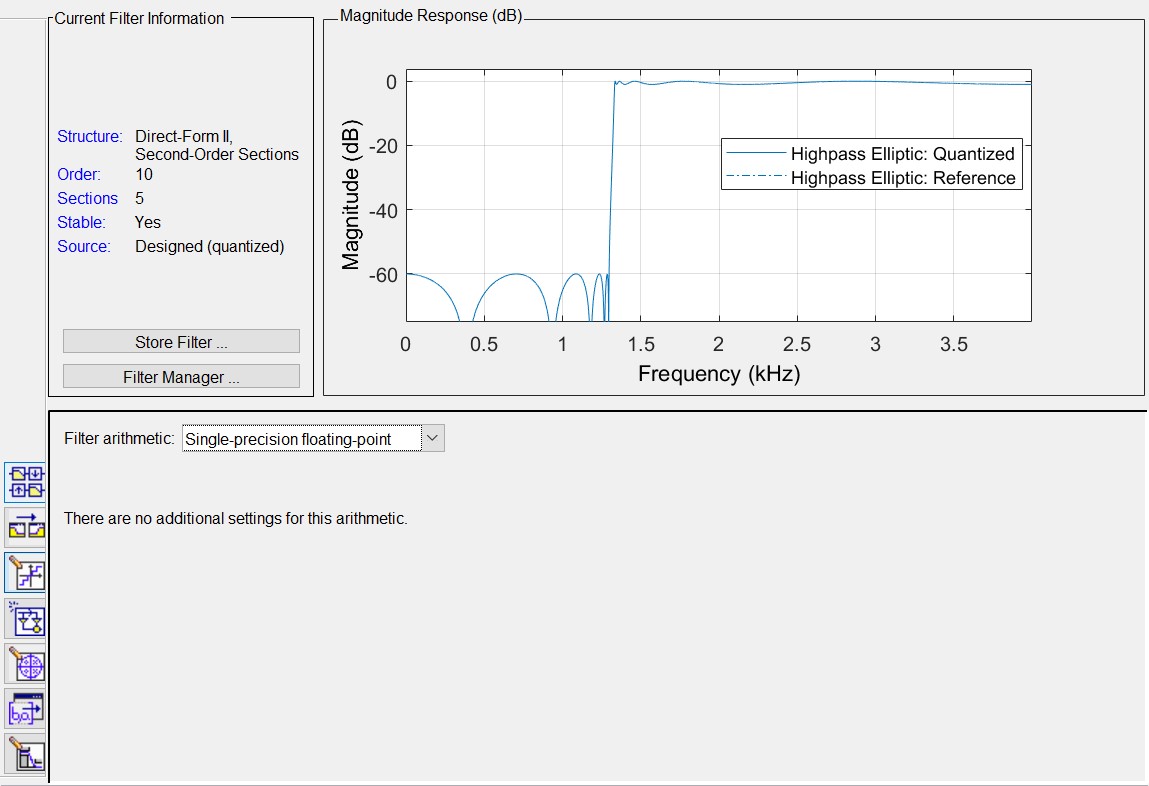 Current Filter Information
Structure: Direct-Form II,
Second-Order Sections
Order: 10
Sections 5
Stable: Yes
Source: Designed (quantized)
Store Filter ...
Filter Manager ...
Magnitude Response (dB)
0
-20
-40
-60
Magnitude (dB)
Highpass Elliptic: Quantized
Highpass Elliptic: Reference
0 0.5 1 1.5 2 2.5 3 3.5
Frequency (kHz)
Filter arithmetic: Single-precision floating-point
There are no additional settings for this arithmetic.
[b,a]